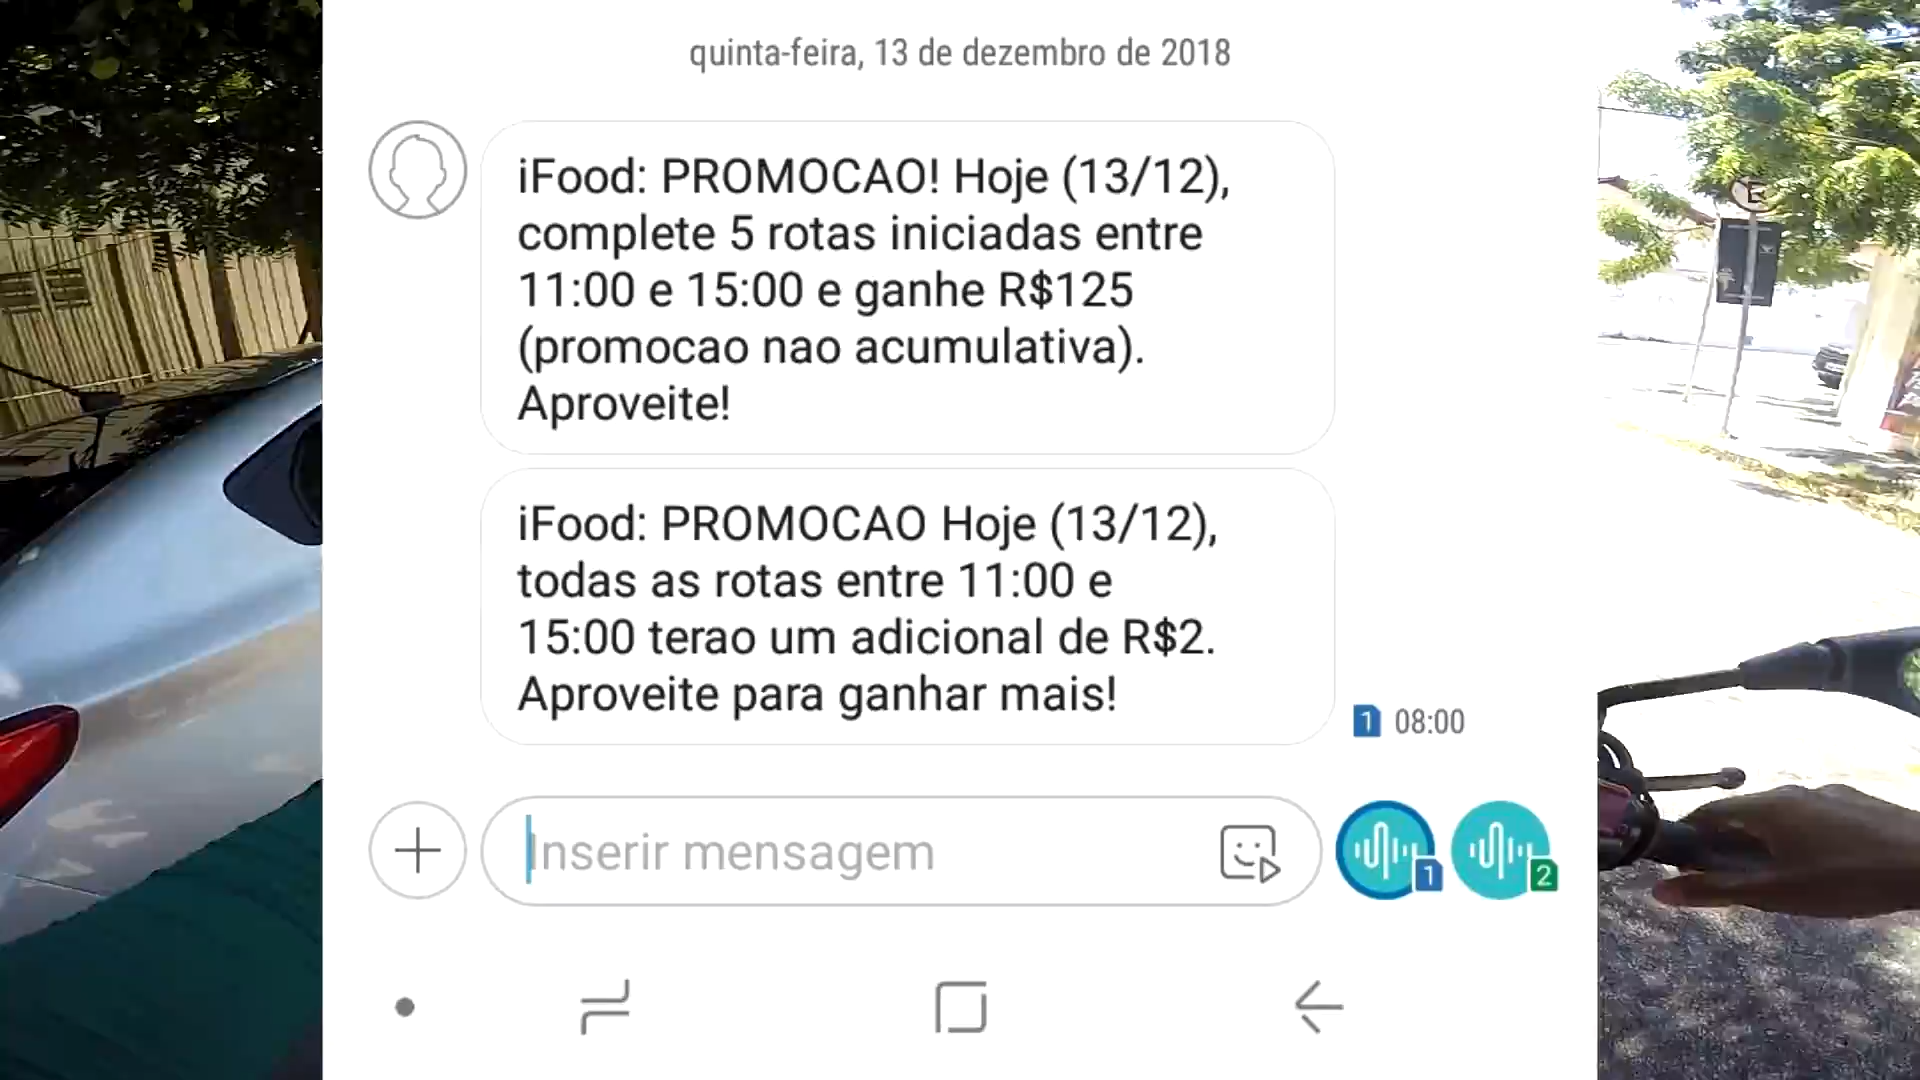 quinta-feira, 13 de dezembro de 2018
iFood: PROMOCAO! Hoje (13/12),
complete 5 rotas iniciadas entre
11:00 e 15:00 e ganhe R$125
(promocao nao acumulativa).
Aproveite!
iFood: PROMOCAO Hoje (13/12),
todas as rotas entre 11:00 e
15:00 terao um adicional de R$2.
Aproveite para ganhar mais!
1 08:00
Inserir mensagem
1
2
E